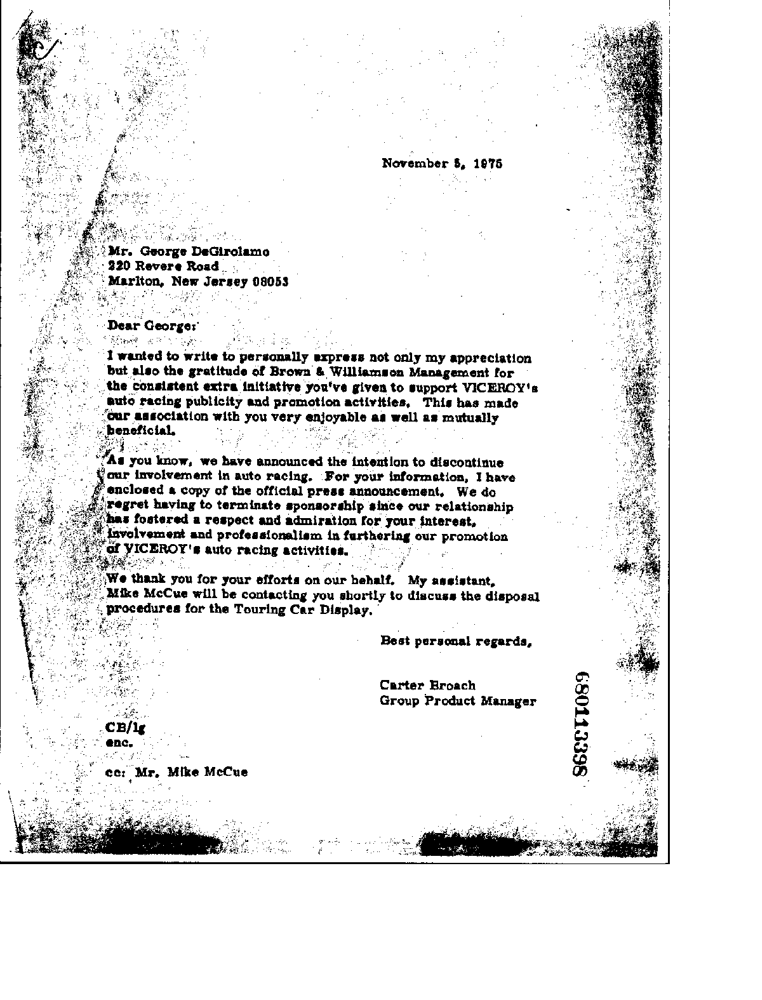 November 5, 1975
Mr. George DeGirolamo
220 Revere Road
Marlton, New Jersey 08053
Dear George:
I wanted to write to personally express not only my appreciation
but also the gratitude of Brown & Williamson Management for
the consistent extra initiative you've given to support VICEROY's
auto racing publicity and promotion activities. This has made
our association with you very enjoyable as well as mutually
beneficial.
As you know, we have announced the intention to discontinue
our involvement in auto racing. For your information, I have
enclosed a copy of the official press announcement. We do
regret having to terminate sponsorship since our relationship
has fostered a respect and admiration for your interest,
involvement and professionalism in furthering our promotion
of VICEROY's auto racing activities.
We thank you for your efforts on our behalf. My assistant,
Mike McCue will be contacting you shortly to discuss the disposal
procedures for the Touring Car Display.
Best personal regards,
Carter Broach
Group Product Manager
CB/lg
enc.
cc: Mr. Mike McCue
680113398